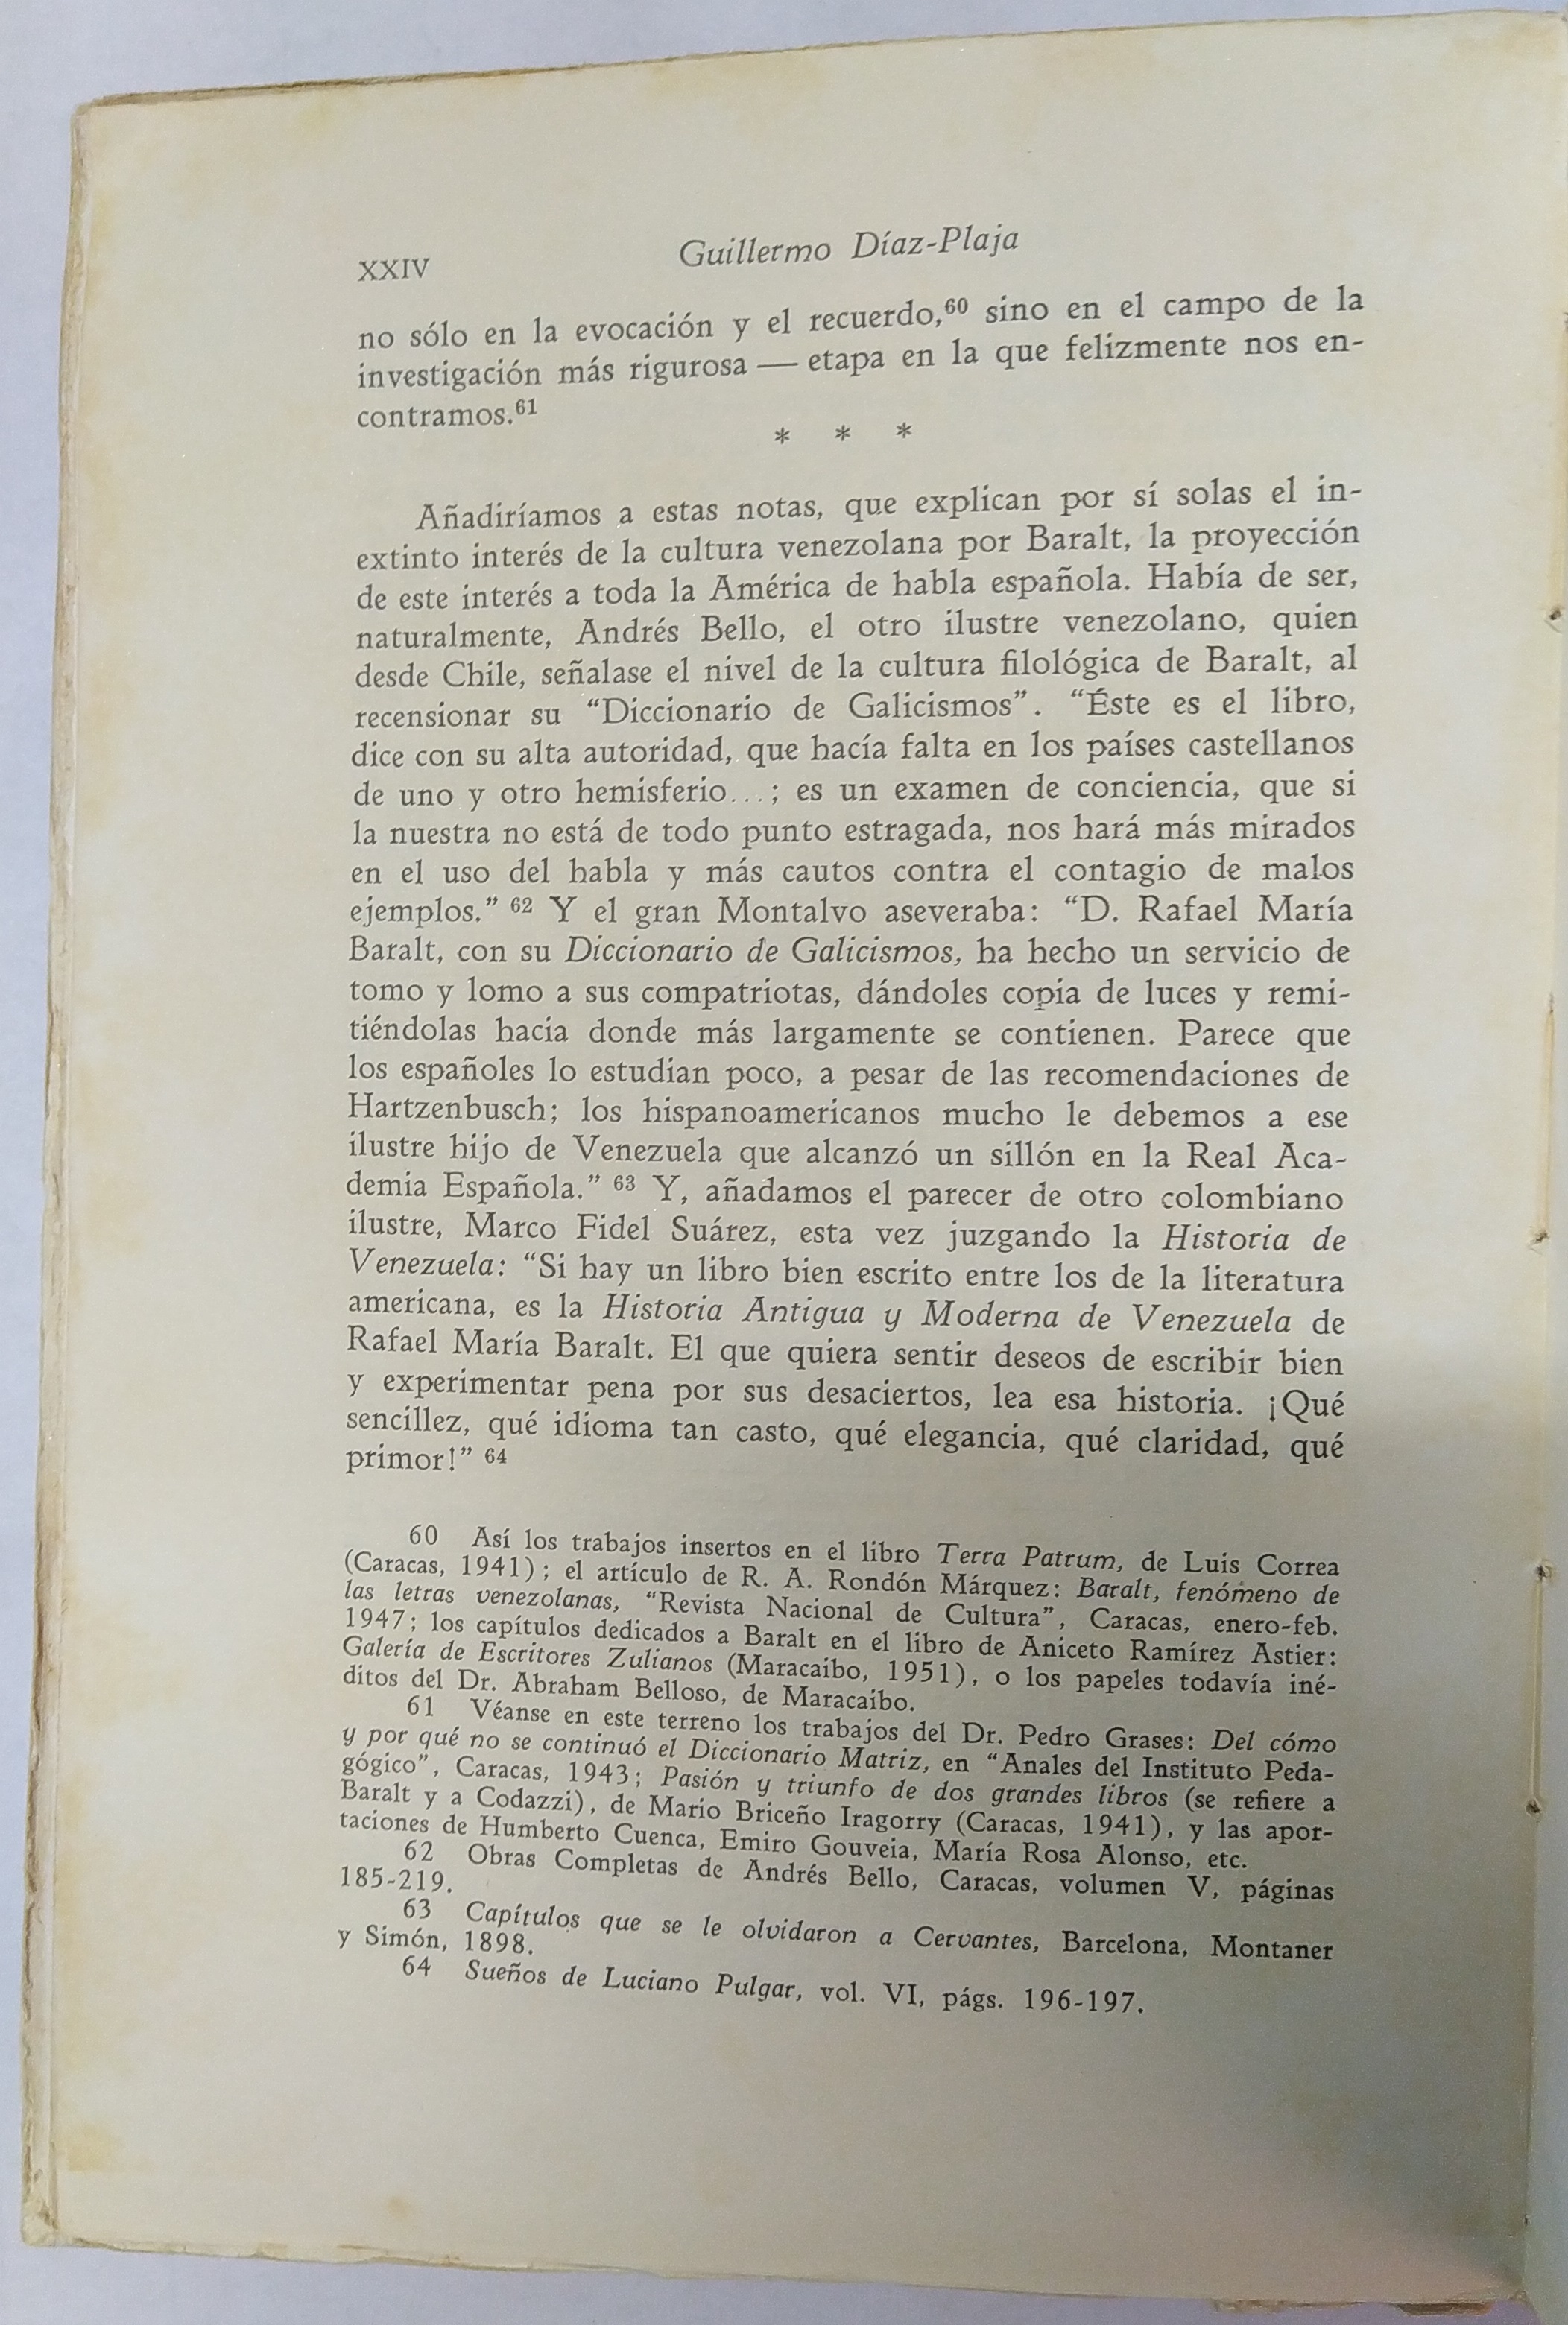 XXIV
Guillermo Díaz-Plaja
no sólo en la evocación y el recuerdo,60 sino en el campo de la
investigación más rigurosa — etapa en la que felizmente nos en-
contramos.61
* * *
Añadiríamos a estas notas, que explican por sí solas el in-
extinto interés de la cultura venezolana por Baralt, la proyección
de este interés a toda la América de habla española. Había de ser,
naturalmente, Andrés Bello, el otro ilustre venezolano, quien
desde Chile, señalase el nivel de la cultura filológica de Baralt, al
recensionar su “Diccionario de Galicismos”. “Éste es el libro,
dice con su alta autoridad, que hacía falta en los países castellanos
de uno y otro hemisferio...; es un examen de conciencia, que si
la nuestra no está de todo punto estragada, nos hará más mirados
en el uso del habla y más cautos contra el contagio de malos
ejemplos.” 62 Y el gran Montalvo aseveraba: “D. Rafael María
Baralt, con su Diccionario de Galicismos, ha hecho un servicio de
tomo y lomo a sus compatriotas, dándoles copia de luces y remi-
tiéndolas hacia donde más largamente se contienen. Parece que
los españoles lo estudian poco, a pesar de las recomendaciones de
Hartzenbusch; los hispanoamericanos mucho le debemos a ese
ilustre hijo de Venezuela que alcanzó un sillón en la Real Aca-
demia Española.” 63 Y, añadamos el parecer de otro colombiano
ilustre, Marco Fidel Suárez, esta vez juzgando la Historia de
Venezuela: “Si hay un libro bien escrito entre los de la literatura
americana, es la Historia Antigua y Moderna de Venezuela de
Rafael María Baralt. El que quiera sentir deseos de escribir bien
y experimentar pena por sus desaciertos, lea esa historia. ¡Qué
sencillez, qué idioma tan casto, qué elegancia, qué claridad, qué
primor!” 64
60 Así los trabajos insertos en el libro Terra Patrum, de Luis Correa
(Caracas, 1941); el artículo de R. A. Rondón Márquez: Baralt, fenómeno de
las letras venezolanas, “Revista Nacional de Cultura”, Caracas, enero-feb.
1947; los capítulos dedicados a Baralt en el libro de Aniceto Ramírez Astier:
Galería de Escritores Zulianos (Maracaibo, 1951), o los papeles todavía iné-
ditos del Dr. Abraham Belloso, de Maracaibo.
61 Véanse en este terreno los trabajos del Dr. Pedro Grases: Del cómo
y por qué no se continuó el Diccionario Matriz, en “Anales del Instituto Peda-
gógico”, Caracas, 1943; Pasión y triunfo de dos grandes libros (se refiere a
Baralt y a Codazzi), de Mario Briceño Iragorry (Caracas, 1941), y las apor-
taciones de Humberto Cuenca, Emiro Gouveia, María Rosa Alonso, etc.
62 Obras Completas de Andrés Bello, Caracas, volumen V, páginas
185-219.
63 Capítulos que se le olvidaron a Cervantes, Barcelona, Montaner
y Simón, 1898.
64 Sueños de Luciano Pulgar, vol. VI, págs. 196-197.